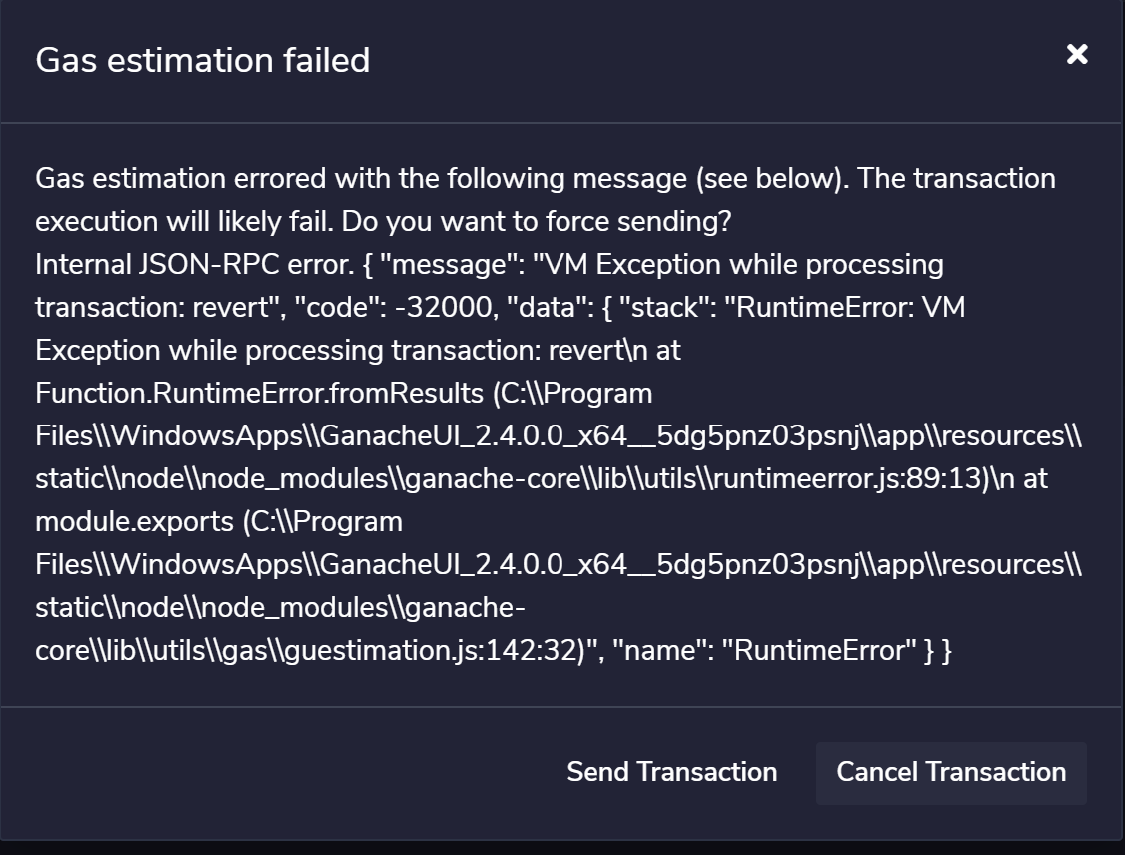 Gas estimation failed
Gas estimation errored with the following message (see below). The transaction
execution will likely fail. Do you want to force sending?
Internal JSON-RPC error. { "message": "VM Exception while processing
transaction: revert", "code": -32000, "data": { "stack": "RuntimeError: VM
Exception while processing transaction: revert\n at
Function.RuntimeError.fromResults (C:\\Program
Files\\WindowsApps\\GanacheUI_2.4.0.0_x64__5dg5pnz03psnj\\app\\resources\\
static\\node\\node_modules\\ganache-core\\lib\\utils\\runtimeerror.js:89:13)\n at
module.exports (C:\\Program
Files\\WindowsApps\\GanacheUI_2.4.0.0_x64__5dg5pnz03psnj\\app\\resources\\
static\\node\\node_modules\\ganache-
core\\lib\\utils\\gas\\guestimation.js:142:32)", "name": "RuntimeError" } }
Send Transaction
Cancel Transaction